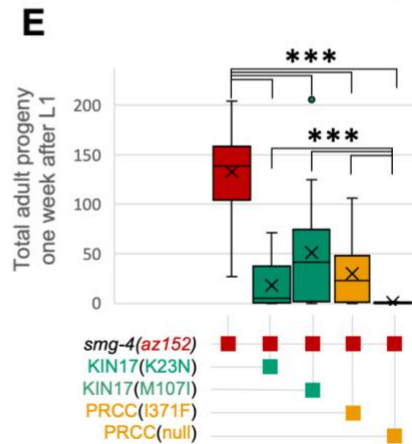 E
***
***
Total adult progeny
one week after L1
200
150
100
50
0
smg-4(az152)
KIN17(K23N)
KIN17(M107I)
PRCC(I371F)
PRCC(null)